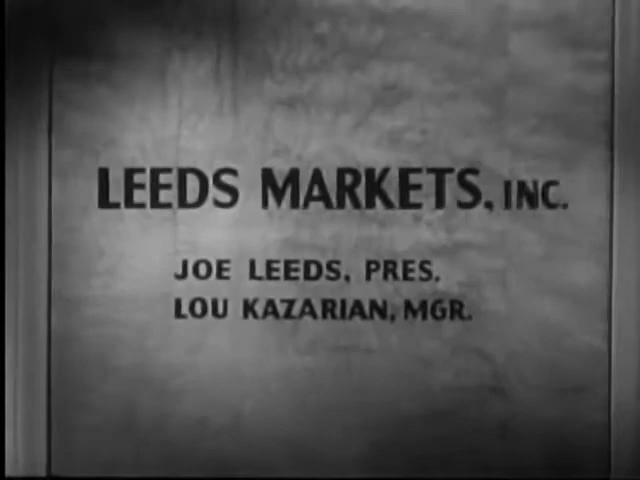 LEEDS MARKETS, INC.
JOE LEEDS, PRES.
LOU KAZARIAN, MGR.